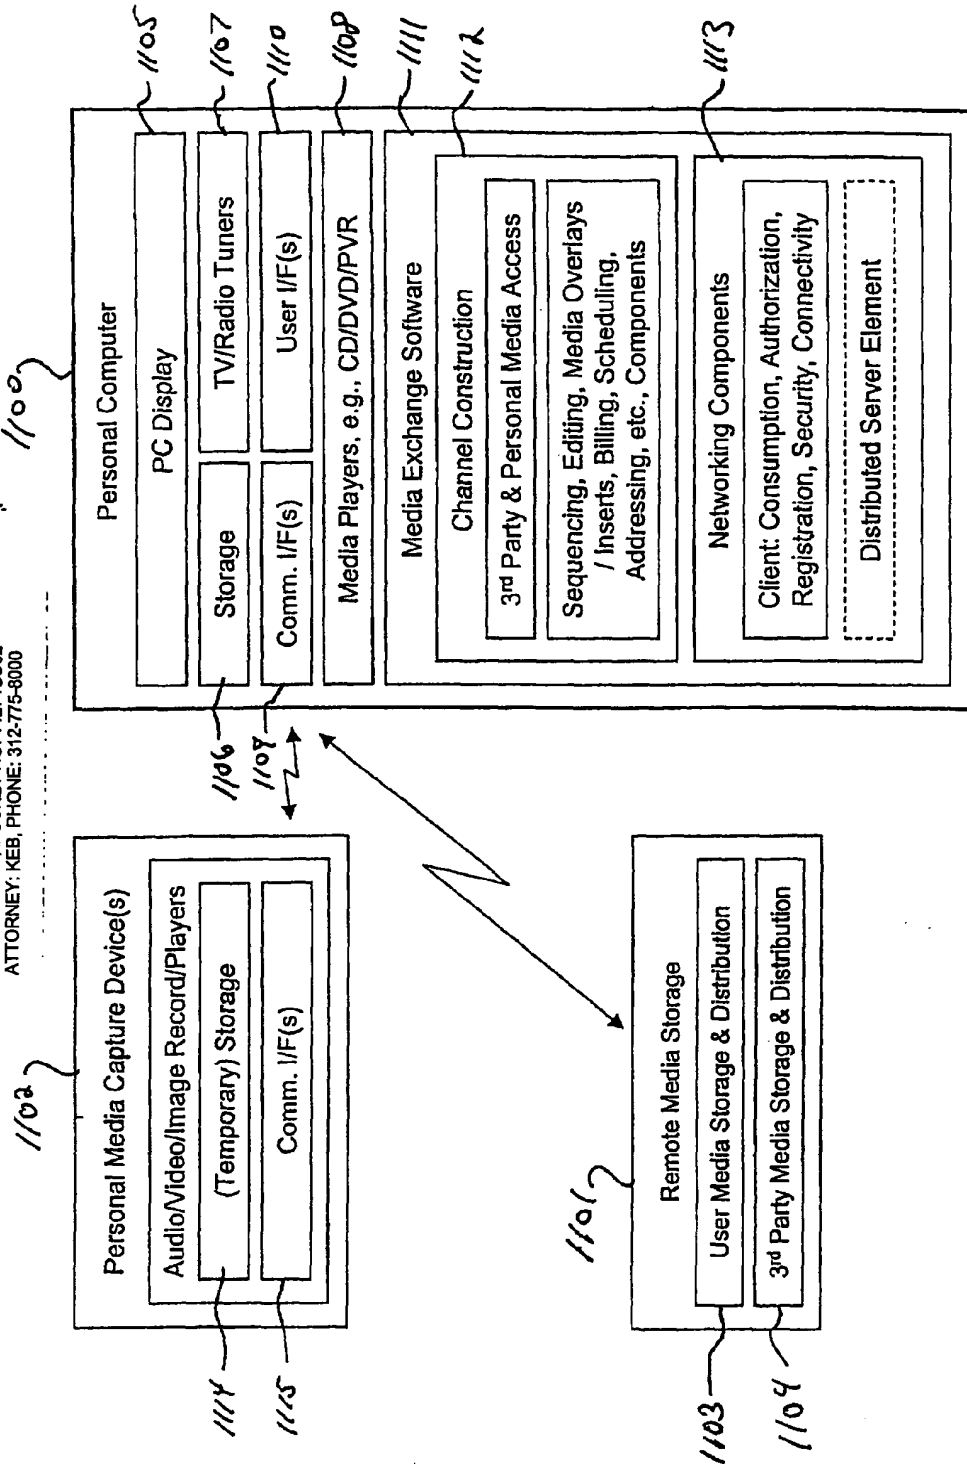 ATTORNEY: KEB, PHONE: 312-775-8000
1102
Personal Media Capture Device(s)
Audio/Video/Image Record/Players
(Temporary) Storage
Comm. I/F(s)
1114
1115
1100
Personal Computer
PC Display
1105
Storage
TV/Radio Tuners
1107
1106
Comm. I/F(s)
User I/F(s)
1110
1109
Media Players, e.g., CD/DVD/PVR
1108
Media Exchange Software
1111
Channel Construction
1112
3rd Party & Personal Media Access
Sequencing, Editing, Media Overlays
/ Inserts, Billing, Scheduling,
Addressing, etc., Components
Networking Components
1113
Client: Consumption, Authorization,
Registration, Security, Connectivity
Distributed Server Element
1101
Remote Media Storage
User Media Storage & Distribution
1103
3rd Party Media Storage & Distribution
1104